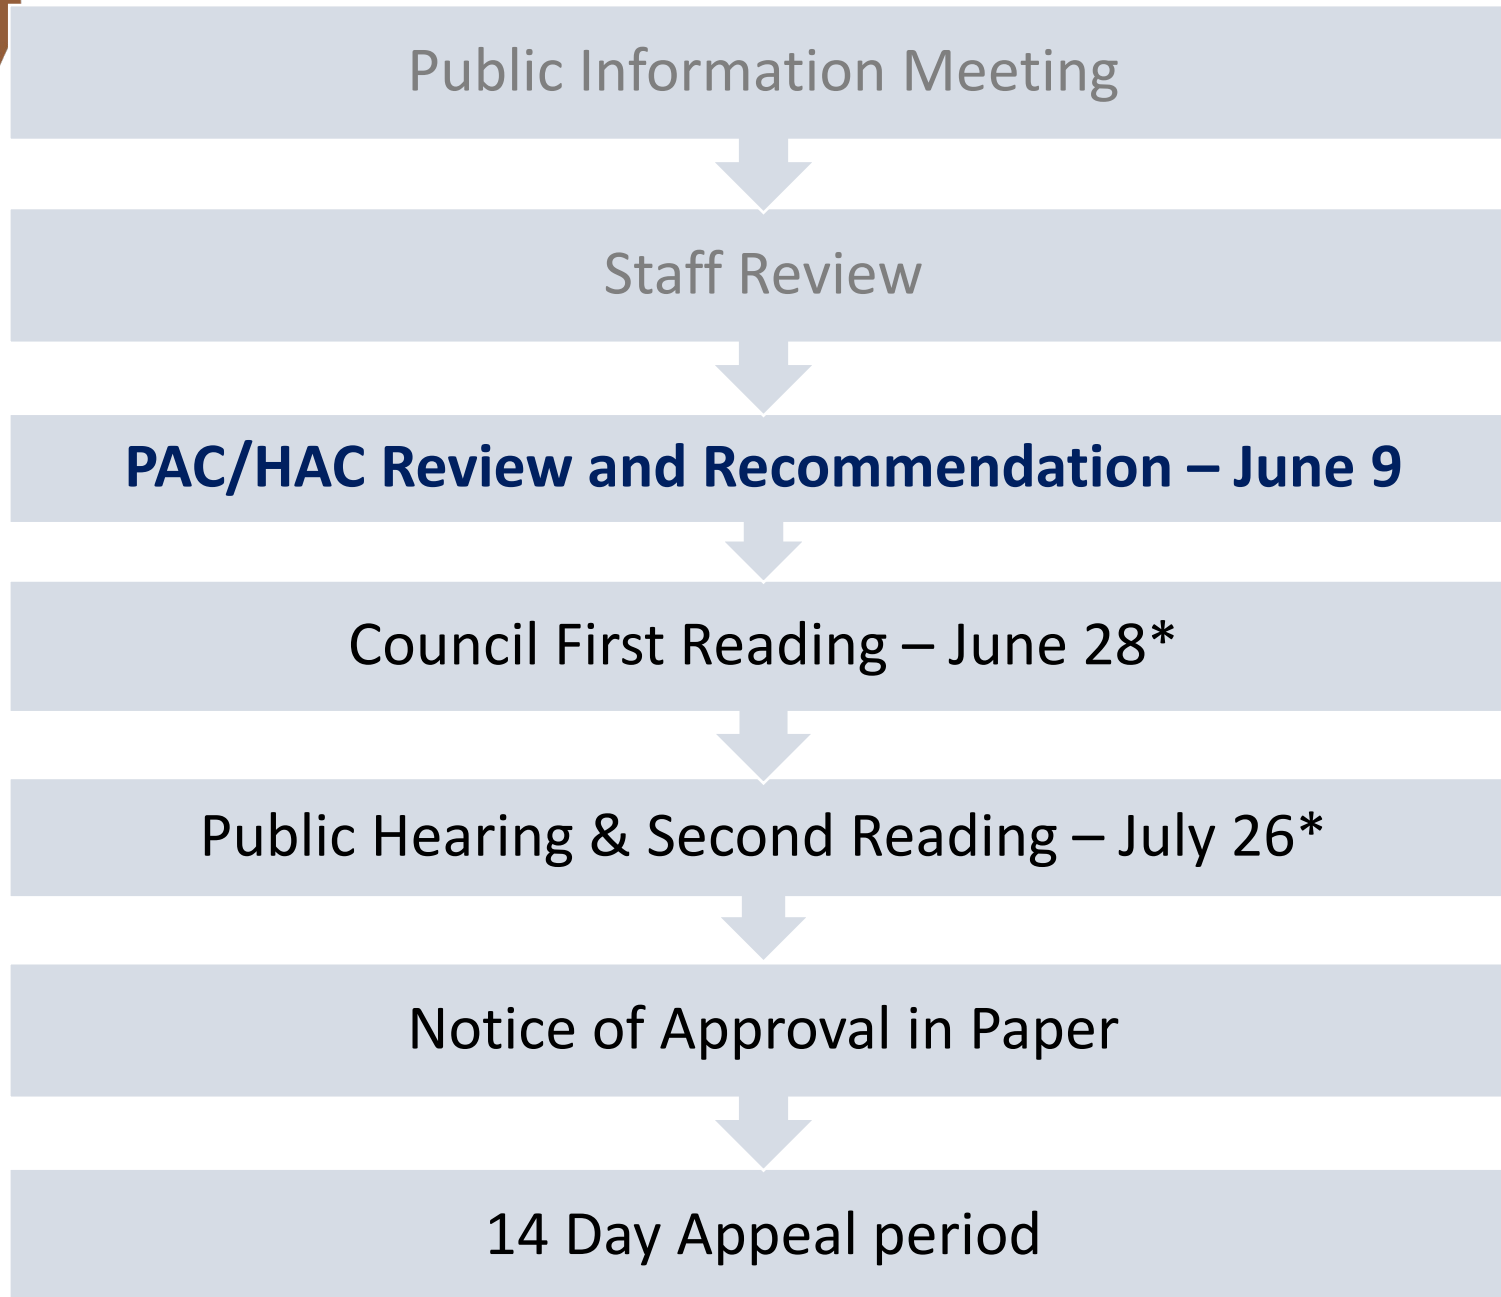 Public Information Meeting
Staff Review
PAC/HAC Review and Recommendation – June 9
Council First Reading – June 28*
Public Hearing & Second Reading – July 26*
Notice of Approval in Paper
14 Day Appeal period